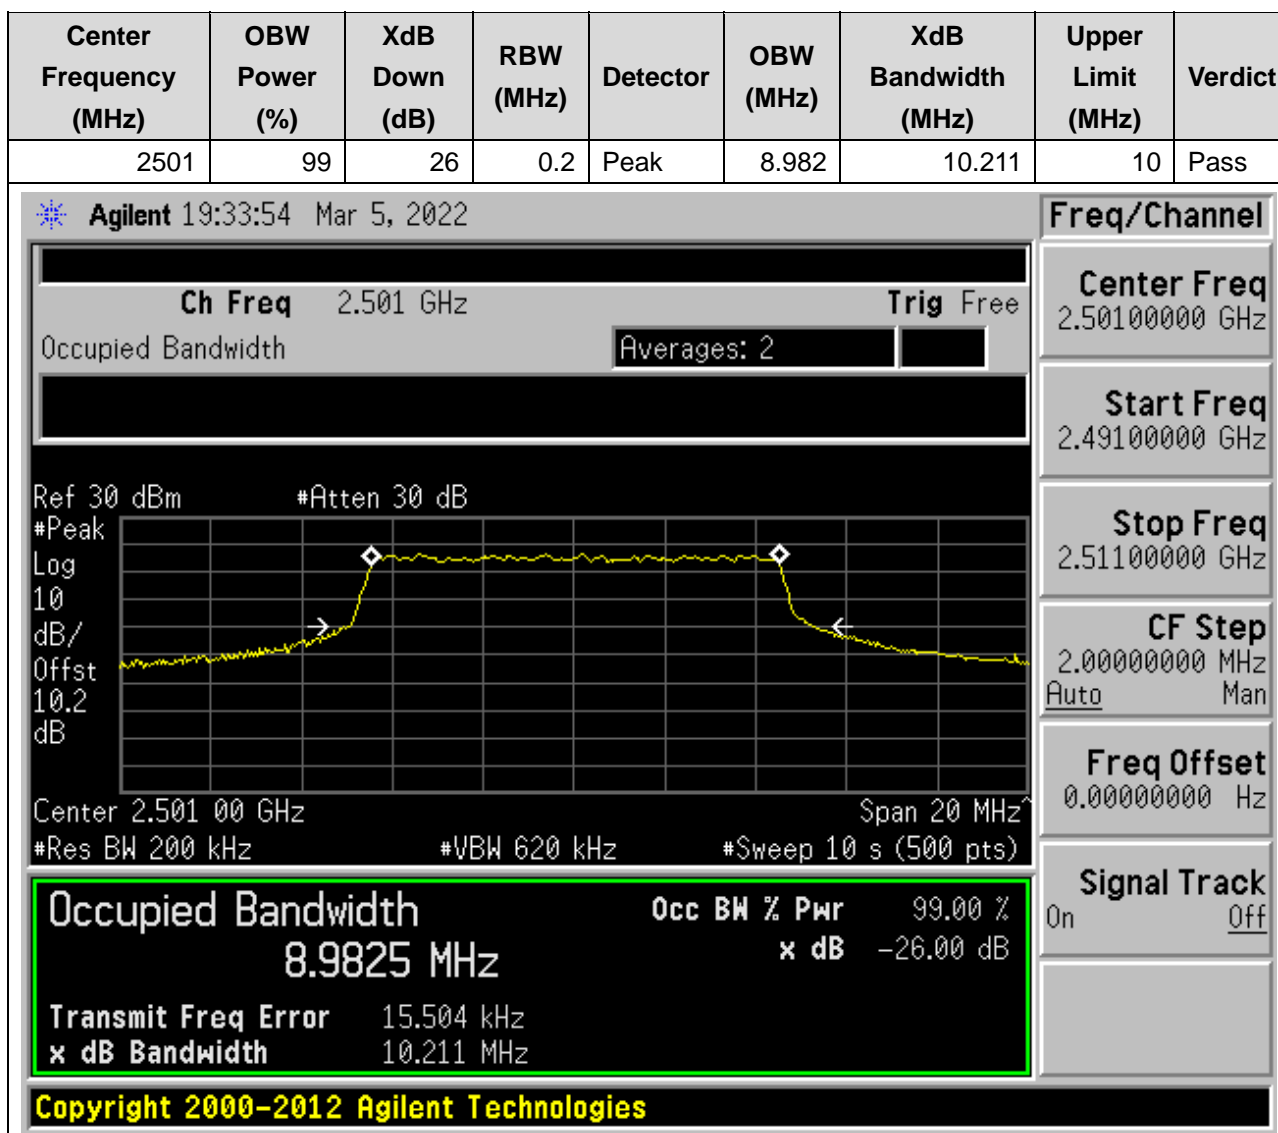 Center Frequency (MHz) OBW Power (%) XdB Down (dB) RBW (MHz) Detector OBW (MHz) XdB Bandwidth (MHz) Upper Limit (MHz) Verdict
2501 99 26 0.2 Peak 8.982 10.211 10 Pass
Agilent 19:33:54 Mar 5, 2022
Freq/Channel
Ch Freq 2.501 GHz Trig Free
Occupied Bandwidth Averages: 2
Center Freq
2.50100000 GHz
Start Freq
2.49100000 GHz
Stop Freq
2.51100000 GHz
CF Step
2.00000000 MHz
Auto Man
Freq Offset
0.00000000 Hz
Signal Track
On Off
Ref 30 dBm #Atten 30 dB
#Peak
Log
10
dB/
Offst
10.2
dB
Center 2.501 00 GHz Span 20 MHz^
#Res BW 200 kHz #VBW 620 kHz #Sweep 10 s (500 pts)
Occupied Bandwidth Occ BW % Pwr 99.00 %
8.9825 MHz x dB -26.00 dB
Transmit Freq Error 15.504 kHz
x dB Bandwidth 10.211 MHz
Copyright 2000-2012 Agilent Technologies